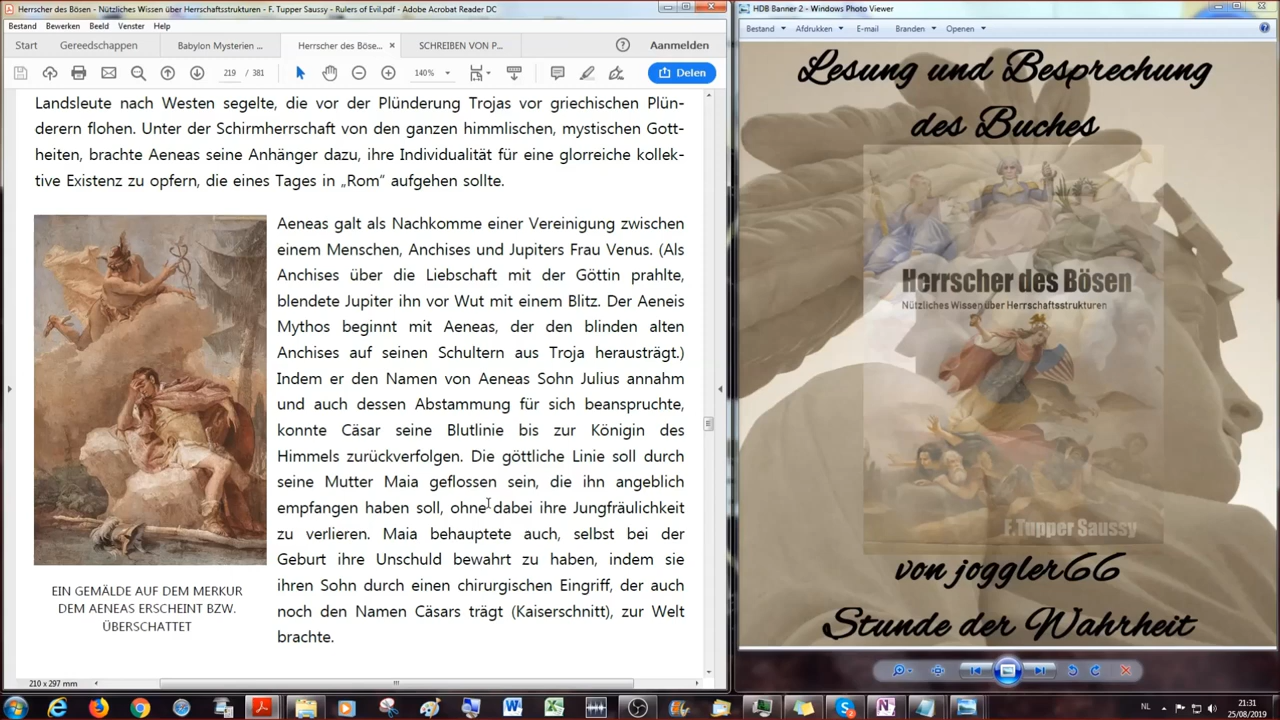 Herrscher des Bösen - Nützliches Wissen über Herrschaftsstrukturen - F. Tupper Saussy - Rulers of Evil.pdf - Adobe Acrobat Reader DC
Bestand Bewerken Beeld Venster Help
Start Gereedschappen Babylon Mysterien ... Herrscher des Böse... × SCHREIBEN VON P... Aanmelden
219 / 381 140% Delen
Landsleute nach Westen segelte, die vor der Plünderung Trojas vor griechischen Plün-
derern flohen. Unter der Schirmherrschaft von den ganzen himmlischen, mystischen Gott-
heiten, brachte Aeneas seine Anhänger dazu, ihre Individualität für eine glorreiche kollek-
tive Existenz zu opfern, die eines Tages in „Rom“ aufgehen sollte.
Aeneas galt als Nachkomme einer Vereinigung zwischen
einem Menschen, Anchises und Jupiters Frau Venus. (Als
Anchises über die Liebschaft mit der Göttin prahlte,
blendete Jupiter ihn vor Wut mit einem Blitz. Der Aeneis
Mythos beginnt mit Aeneas, der den blinden alten
Anchises auf seinen Schultern aus Troja herausträgt.)
Indem er den Namen von Aeneas Sohn Julius annahm
und auch dessen Abstammung für sich beanspruchte,
konnte Cäsar seine Blutlinie bis zur Königin des
Himmels zurückverfolgen. Die göttliche Linie soll durch
seine Mutter Maia geflossen sein, die ihn angeblich
empfangen haben soll, ohne dabei ihre Jungfräulichkeit
zu verlieren. Maia behauptete auch, selbst bei der
Geburt ihre Unschuld bewahrt zu haben, indem sie
ihren Sohn durch einen chirurgischen Eingriff, der auch
noch den Namen Cäsars trägt (Kaiserschnitt), zur Welt
brachte.
EIN GEMÄLDE AUF DEM MERKUR
DEM AENEAS ERSCHEINT BZW.
ÜBERSCHATTET
210 x 297 mm
HDB Banner 2 - Windows Photo Viewer
Bestand Afdrukken E-mail Branden Openen
Lesung und Besprechung
des Buches
Herrscher des Bösen
Nützliches Wissen über Herrschaftsstrukturen
F.Tupper Saussy
von joggler66
Stunde der Wahrheit
NL 21:31
25/08/2019